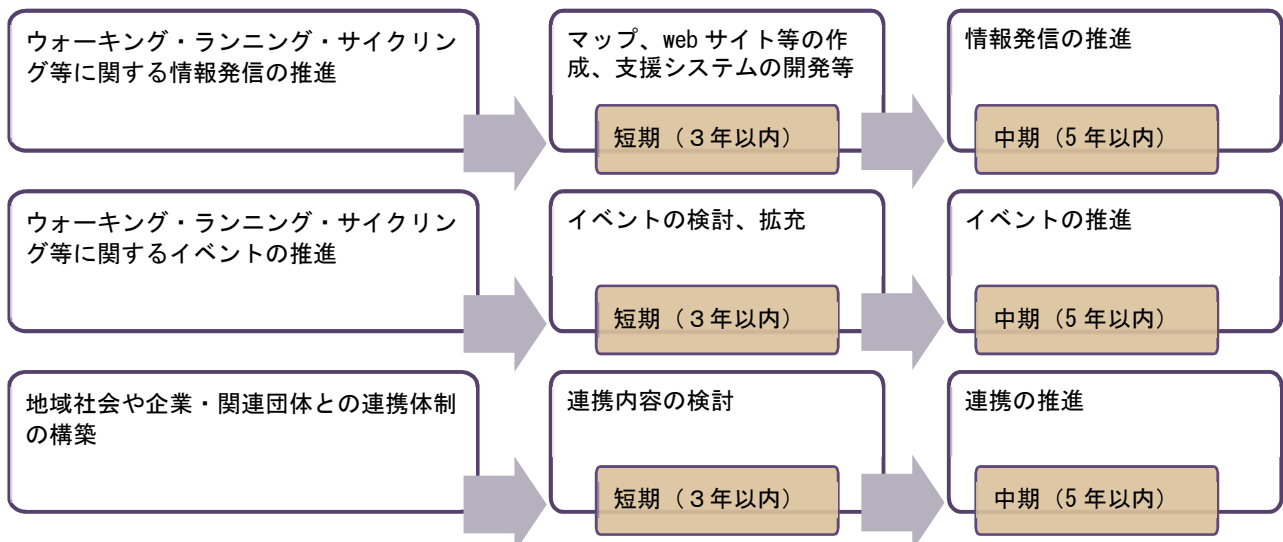 ウォーキング・ランニング・サイクリン
グ等に関する情報発信の推進
マップ、web サイト等の作
成、支援システムの開発等
短期（３年以内）
情報発信の推進
中期（5 年以内）
ウォーキング・ランニング・サイクリン
グ等に関するイベントの推進
イベントの検討、拡充
短期（３年以内）
イベントの推進
中期（5 年以内）
地域社会や企業・関連団体との連携体制
の構築
連携内容の検討
短期（３年以内）
連携の推進
中期（5 年以内）